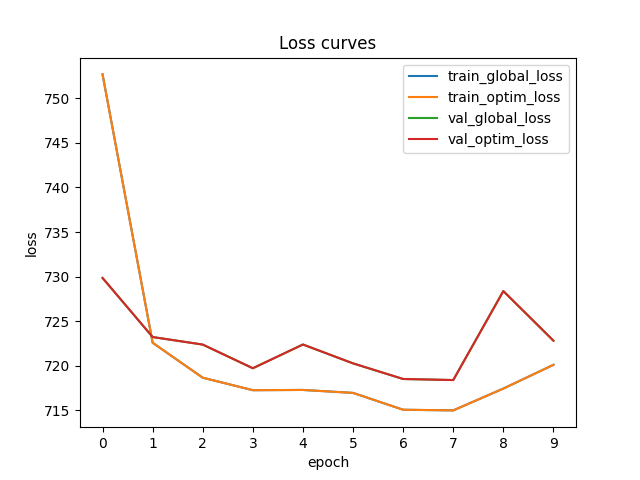 Loss curves
train_global_loss
train_optim_loss
val_global_loss
val_optim_loss
750
745
740
735
730
725
720
715
loss
0 1 2 3 4 5 6 7 8 9
epoch